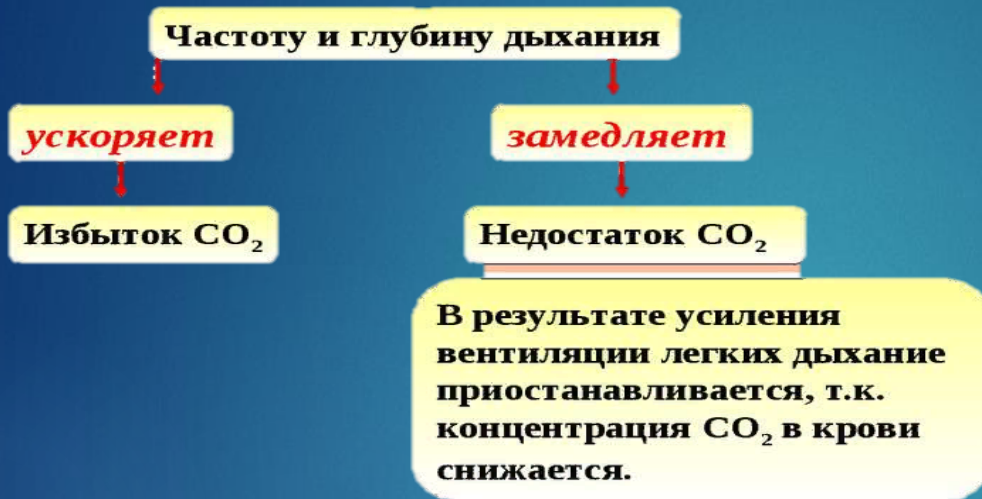 Частоту и глубину дыхания
ускоряет
замедляет
Избыток CO₂
Недостаток CO₂
В результате усиления
вентиляции легких дыхание
приостанавливается, т.к.
концентрация CO₂ в крови
снижается.